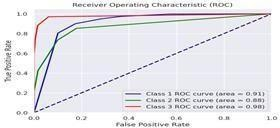 Receiver Operating Characteristic (ROC)
True Positive Rate
Class 1 ROC curve (area = 0.91)
Class 2 ROC curve (area = 0.88)
Class 3 ROC curve (area = 0.98)
1.0
0.8
0.6
0.4
0.2
0.0
0.0 0.2 0.4 0.6 0.8 1.0
False Positive Rate